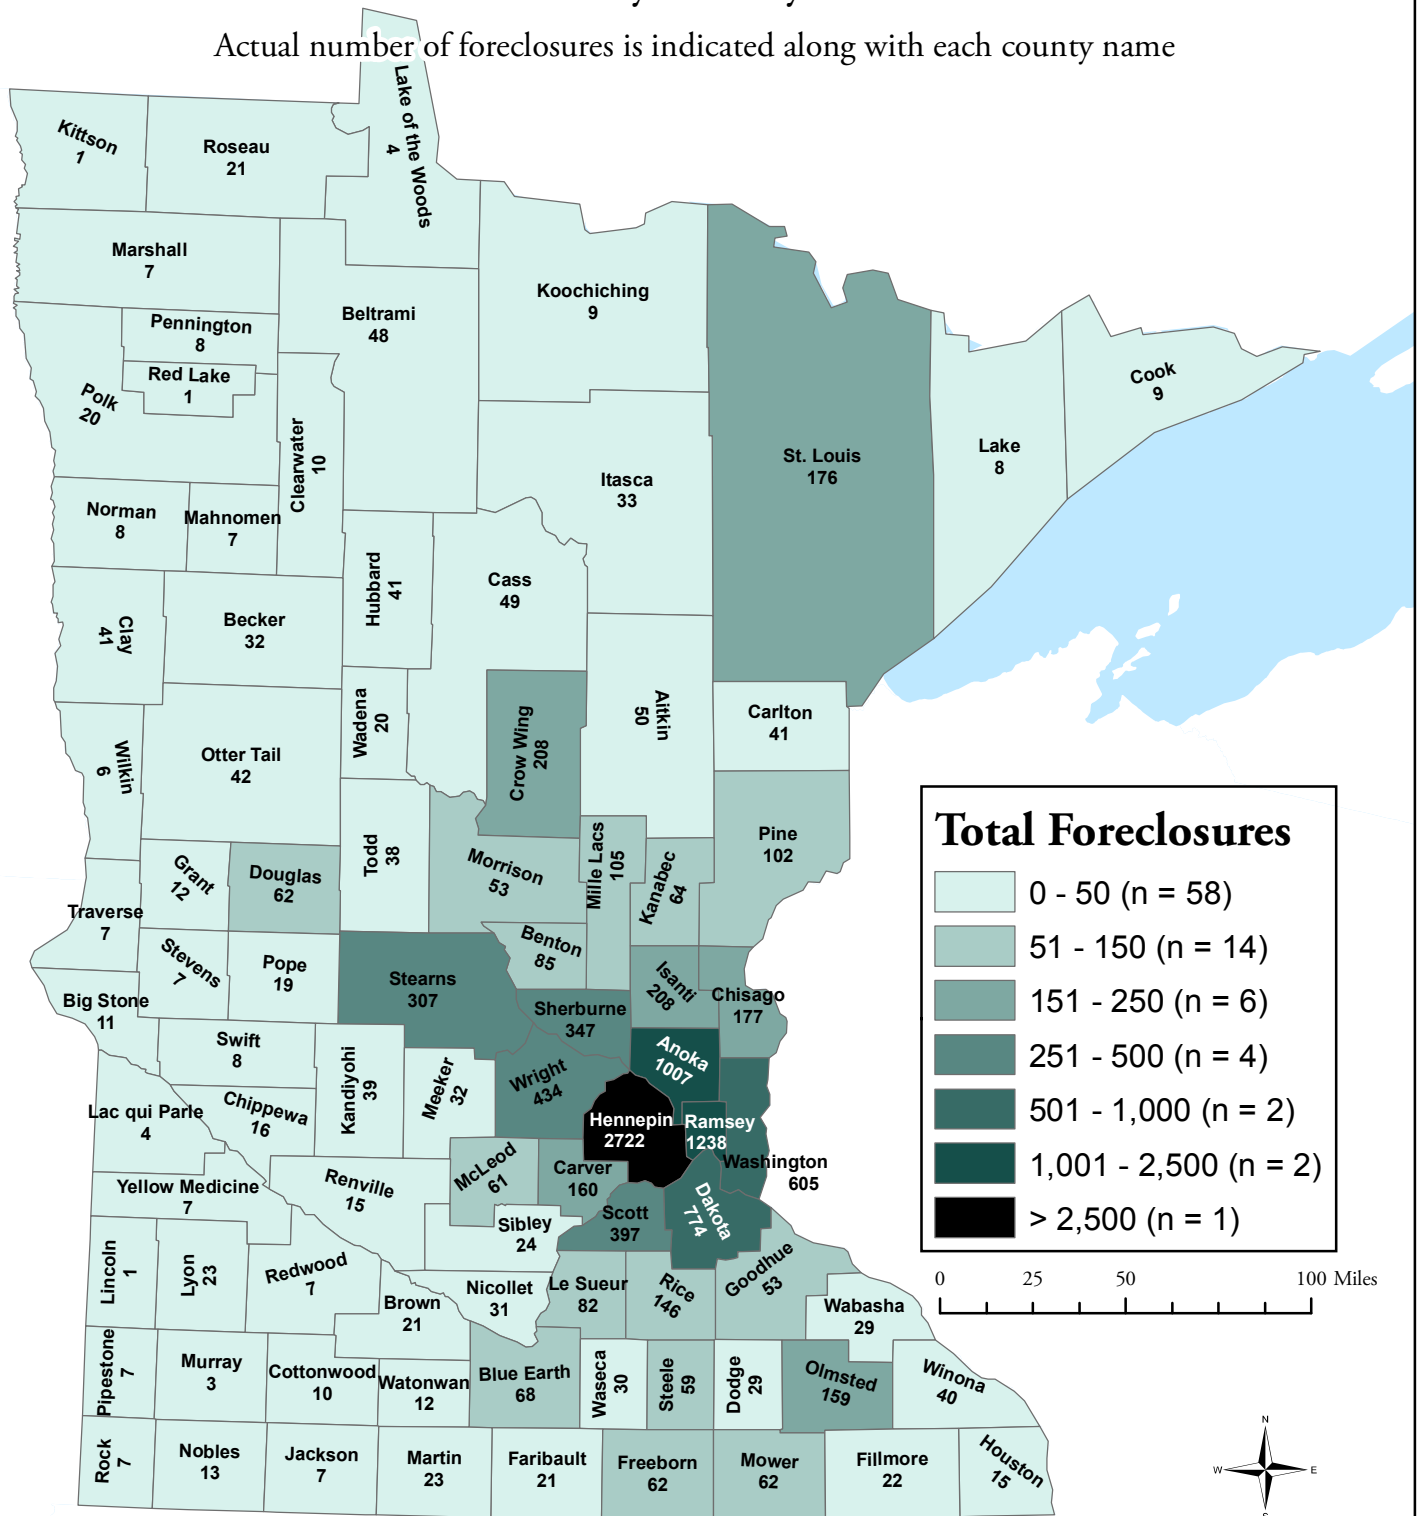 Actual number of foreclosures is indicated along with each county name
Kittson
1
Roseau
21
Lake of the Woods
4
Marshall
7
Koochiching
9
Beltrami
48
Pennington
8
Red Lake
1
Polk
20
Clearwater
10
Cook
9
Lake
8
St. Louis
176
Itasca
33
Norman
8
Mahnomen
7
Hubbard
41
Cass
49
Clay
41
Becker
32
Wadena
20
Crow Wing
208
Aitkin
50
Carlton
41
Wilkin
6
Otter Tail
42
Todd
38
Morrison
53
Mille Lacs
105
Kanabec
64
Pine
102
Grant
12
Douglas
62
Traverse
7
Stevens
7
Pope
19
Stearns
307
Benton
85
Sherburne
347
Isanti
208
Chisago
177
Big Stone
11
Swift
8
Kandiyohi
39
Meeker
32
Wright
434
Anoka
1007
Hennepin
2722
Ramsey
1238
Washington
605
Lac qui Parle
4
Chippewa
16
Yellow Medicine
7
Renville
15
McLeod
61
Carver
160
Scott
397
Dakota
774
Sibley
24
Lincoln
1
Lyon
23
Redwood
7
Nicollet
31
Brown
21
Le Sueur
82
Rice
146
Goodhue
53
Wabasha
29
Pipestone
7
Murray
3
Cottonwood
10
Watonwan
12
Blue Earth
68
Waseca
30
Steele
59
Dodge
29
Olmsted
159
Winona
40
Rock
7
Nobles
13
Jackson
7
Martin
23
Faribault
21
Freeborn
62
Mower
62
Fillmore
22
Houston
15
Total Foreclosures
0 - 50 (n = 58)
51 - 150 (n = 14)
151 - 250 (n = 6)
251 - 500 (n = 4)
501 - 1,000 (n = 2)
1,001 - 2,500 (n = 2)
> 2,500 (n = 1)
0 25 50 100 Miles
N
W E